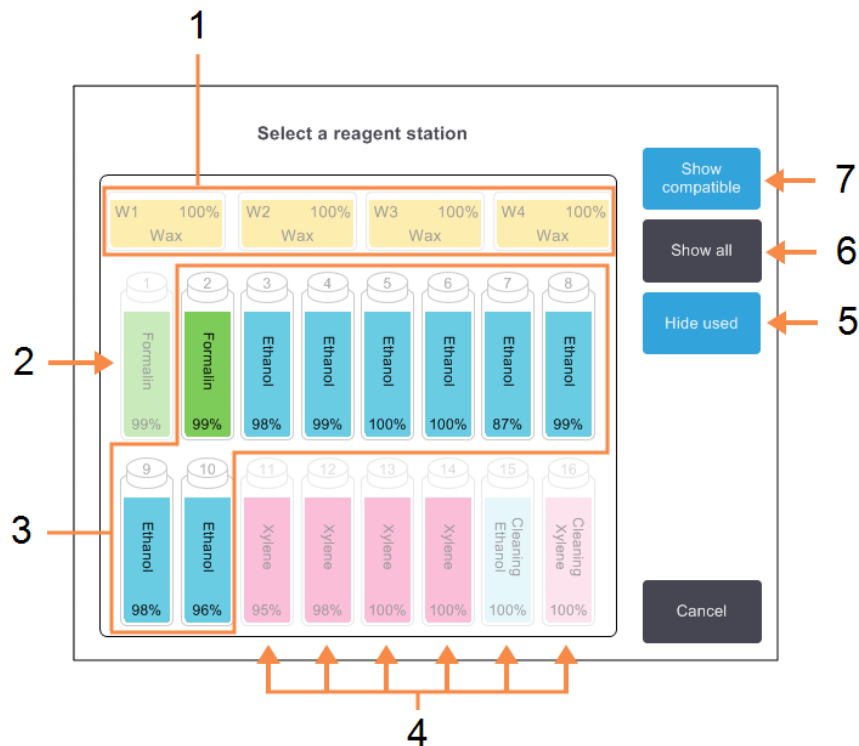 1
Select a reagent station
Show
compatible
7
W1 100%
Wax
W2 100%
Wax
W3 100%
Wax
W4 100%
Wax
Show all
6
Hide used
5
2
1
Formalin
99%
2
Formalin
99%
3
Ethanol
98%
4
Ethanol
99%
5
Ethanol
100%
6
Ethanol
100%
7
Ethanol
87%
8
Ethanol
99%
3
9
Ethanol
98%
10
Ethanol
96%
11
Xylene
95%
12
Xylene
98%
13
Xylene
100%
14
Xylene
100%
15
Cleaning
Ethanol
100%
16
Cleaning
Xylene
100%
Cancel
4